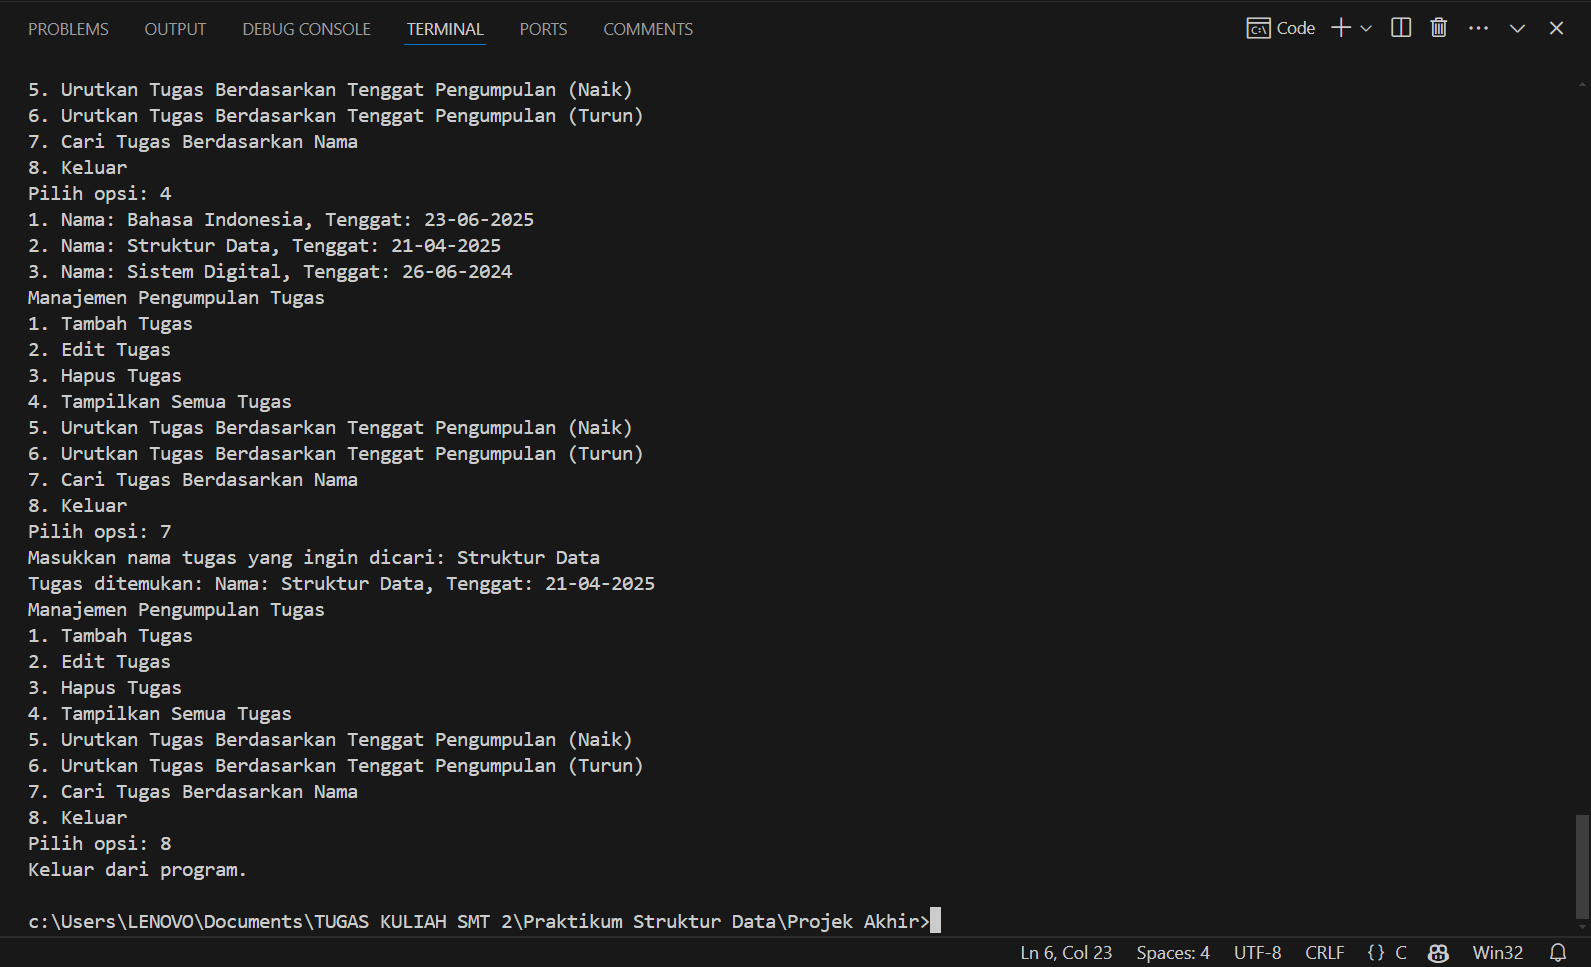 PROBLEMS OUTPUT DEBUG CONSOLE TERMINAL PORTS COMMENTS Code
5. Urutkan Tugas Berdasarkan Tenggat Pengumpulan (Naik)
6. Urutkan Tugas Berdasarkan Tenggat Pengumpulan (Turun)
7. Cari Tugas Berdasarkan Nama
8. Keluar
Pilih opsi: 4
1. Nama: Bahasa Indonesia, Tenggat: 23-06-2025
2. Nama: Struktur Data, Tenggat: 21-04-2025
3. Nama: Sistem Digital, Tenggat: 26-06-2024
Manajemen Pengumpulan Tugas
1. Tambah Tugas
2. Edit Tugas
3. Hapus Tugas
4. Tampilkan Semua Tugas
5. Urutkan Tugas Berdasarkan Tenggat Pengumpulan (Naik)
6. Urutkan Tugas Berdasarkan Tenggat Pengumpulan (Turun)
7. Cari Tugas Berdasarkan Nama
8. Keluar
Pilih opsi: 7
Masukkan nama tugas yang ingin dicari: Struktur Data
Tugas ditemukan: Nama: Struktur Data, Tenggat: 21-04-2025
Manajemen Pengumpulan Tugas
1. Tambah Tugas
2. Edit Tugas
3. Hapus Tugas
4. Tampilkan Semua Tugas
5. Urutkan Tugas Berdasarkan Tenggat Pengumpulan (Naik)
6. Urutkan Tugas Berdasarkan Tenggat Pengumpulan (Turun)
7. Cari Tugas Berdasarkan Nama
8. Keluar
Pilih opsi: 8
Keluar dari program.
c:\Users\LENOVO\Documents\TUGAS KULIAH SMT 2\Praktikum Struktur Data\Projek Akhir>
Ln 6, Col 23 Spaces: 4 UTF-8 CRLF {} C Win32